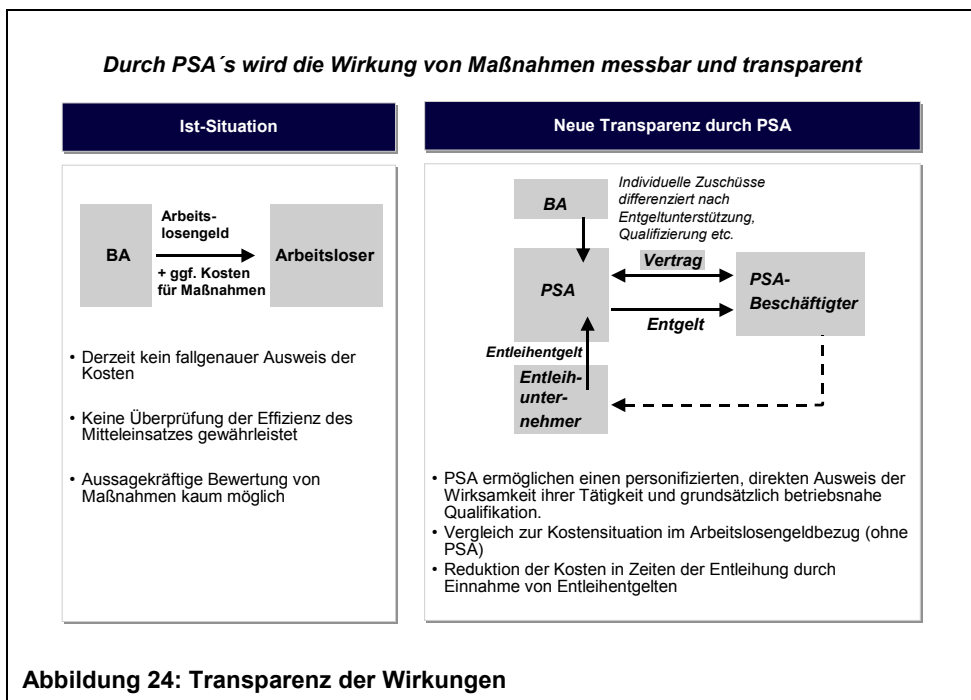 Durch PSA´s wird die Wirkung von Maßnahmen messbar und transparent
Ist-Situation
BA
Arbeits-
losengeld
+ ggf. Kosten
für Maßnahmen
Arbeitsloser
• Derzeit kein fallgenauer Ausweis der
Kosten
• Keine Überprüfung der Effizienz des
Mitteleinsatzes gewährleistet
• Aussagekräftige Bewertung von
Maßnahmen kaum möglich
Neue Transparenz durch PSA
BA
Individuelle Zuschüsse
differenziert nach
Entgeltunterstützung,
Qualifizierung etc.
PSA
Vertrag
PSA-
Beschäftigter
Entgelt
Entleihentgelt
Entleih-
unter-
nehmer
• PSA ermöglichen einen personifizierten, direkten Ausweis der
Wirksamkeit ihrer Tätigkeit und grundsätzlich betriebsnahe
Qualifikation.
• Vergleich zur Kostensituation im Arbeitslosengeldbezug (ohne
PSA)
• Reduktion der Kosten in Zeiten der Entleihung durch
Einnahme von Entleihentgelten
Abbildung 24: Transparenz der Wirkungen